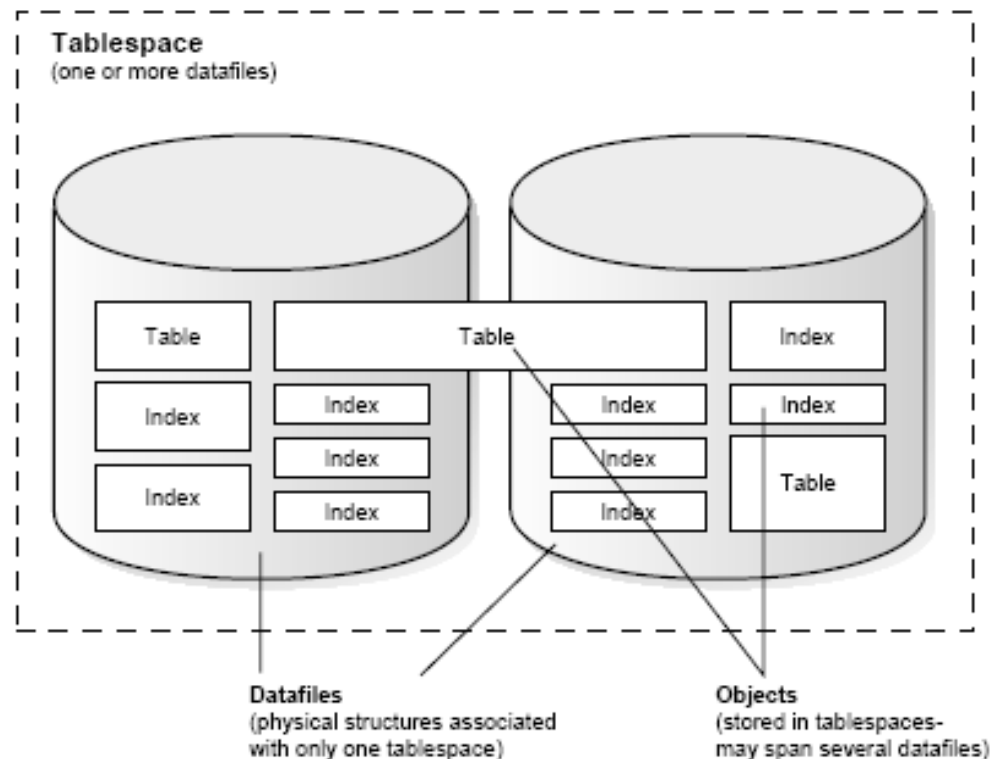 Tablespace
(one or more datafiles)
Table
Table
Index
Index
Index
Index
Index
Index
Index
Index
Table
Index
Index
Index
Datafiles
(physical structures associated
with only one tablespace)
Objects
(stored in tablespaces-
may span several datafiles)